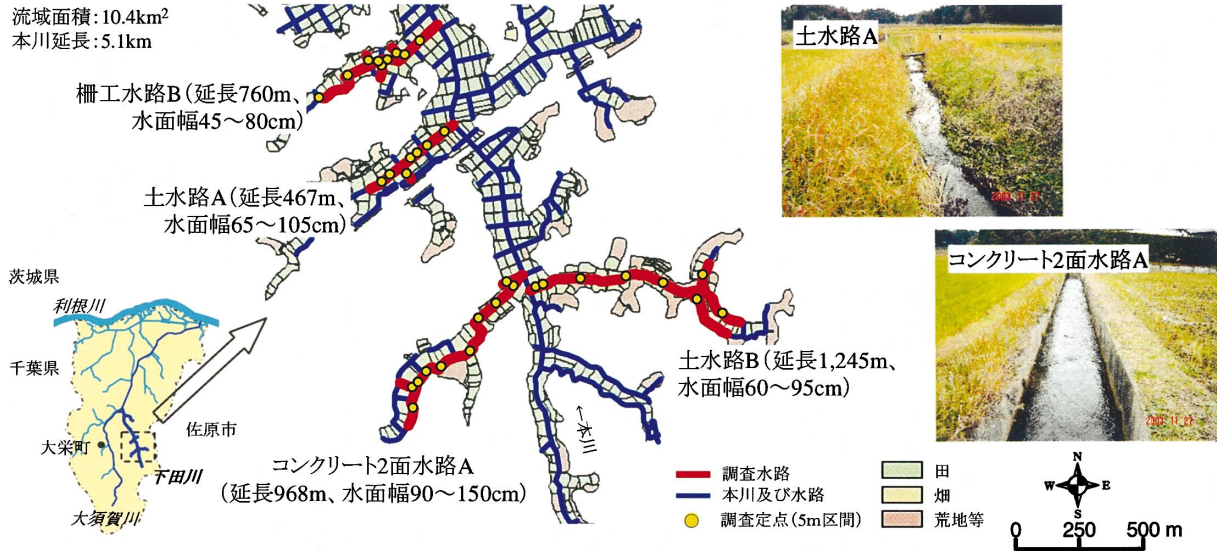 流域面積：10.4km²
本川延長：5.1km
柵工水路B（延長760m、
水面幅45～80cm）
土水路A（延長467m、
水面幅65～105cm）
土水路A
2003 11 27
コンクリート2面水路A
2003 11 27
茨城県
利根川
千葉県
大栄町
佐原市
下田川
大須賀川
土水路B（延長1,245m、
水面幅60～95cm）
←本川
コンクリート2面水路A
（延長968m、水面幅90～150cm）
調査水路
本川及び水路
調査定点（5m区間）
田
畑
荒地等
N
W
E
S
0 250 500 m